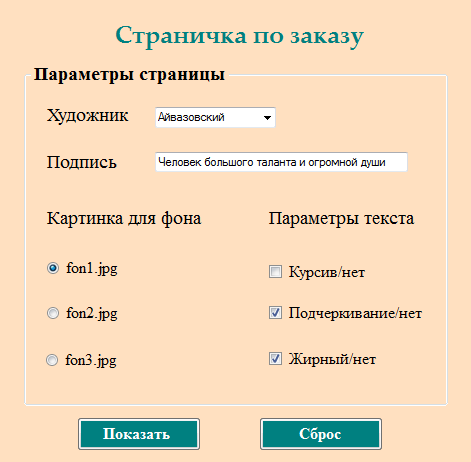 Страничка по заказу
Параметры страницы
Художник Айвазовский
Подпись Человек большого таланта и огромной души
Картинка для фона Параметры текста
fon1.jpg Курсив/нет
fon2.jpg Подчеркивание/нет
fon3.jpg Жирный/нет
Показать Сброс